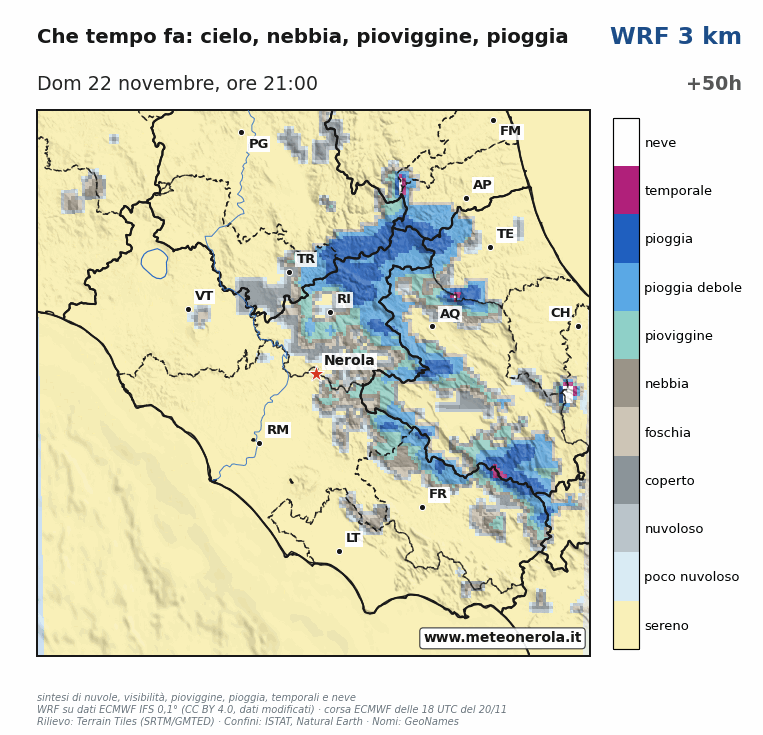 Che tempo fa: cielo, nebbia, pioviggine, pioggia
WRF 3 km
Dom 22 novembre, ore 21:00
+50h
FM
PG
AP
TE
TR
VT
RI
AQ
CH
Nerola
RM
FR
LT
www.meteonerola.it
neve
temporale
pioggia
pioggia debole
pioviggine
nebbia
foschia
coperto
nuvoloso
poco nuvoloso
sereno
sintesi di nuvole, visibilità, pioviggine, pioggia, temporali e neve
WRF su dati ECMWF IFS 0,1° (CC BY 4.0, dati modificati) · corsa ECMWF delle 18 UTC del 20/11
Rilievo: Terrain Tiles (SRTM/GMTED) · Confini: ISTAT, Natural Earth · Nomi: GeoNames